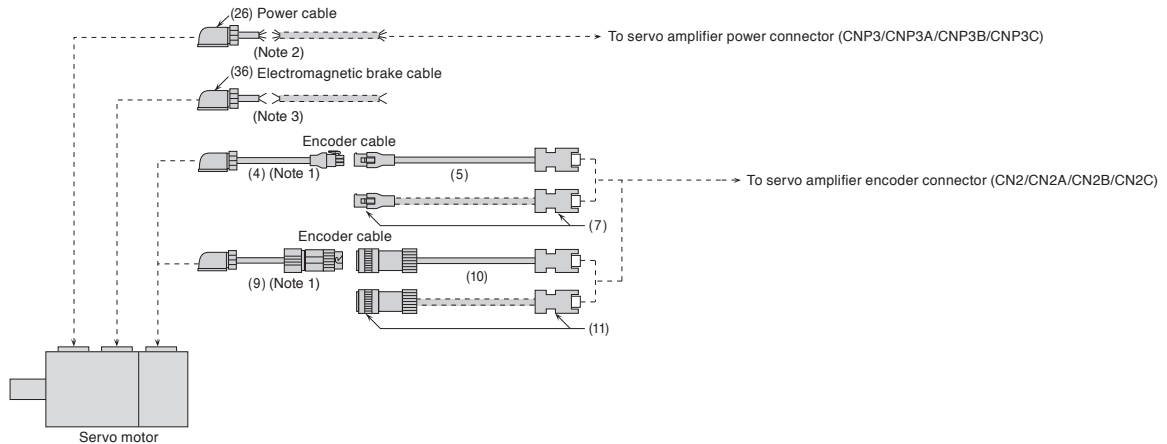 (26) Power cable
To servo amplifier power connector (CNP3/CNP3A/CNP3B/CNP3C)
(Note 2)
(36) Electromagnetic brake cable
(Note 3)
Encoder cable
(4) (Note 1)
(5)
To servo amplifier encoder connector (CN2/CN2A/CN2B/CN2C)
(7)
Encoder cable
(9) (Note 1)
(10)
(11)
Servo motor